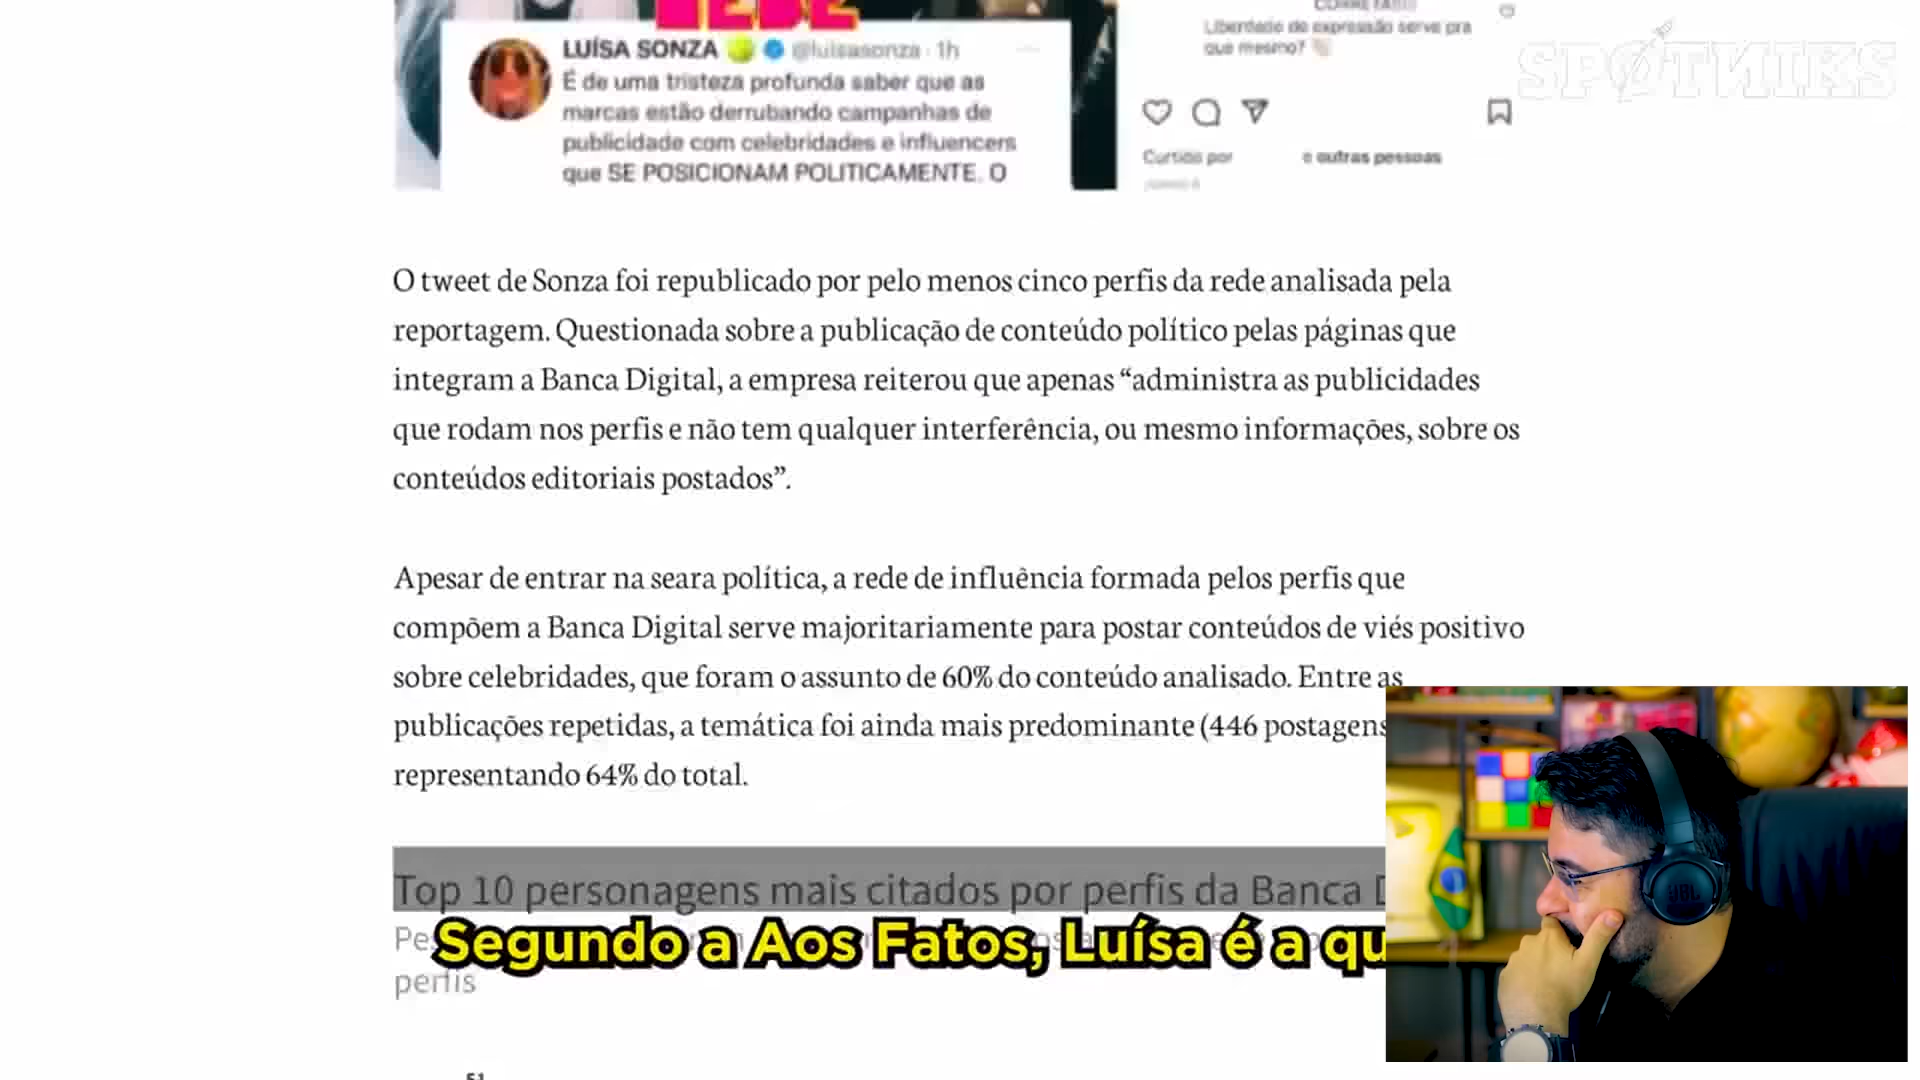 REDE
LUÍSA SONZA @luisasonza · 1h
É de uma tristeza profunda saber que as
marcas estão derrubando campanhas de
publicidade com celebridades e influencers
que SE POSICIONAM POLITICAMENTE. O
Liberdade de expressão serve pra
que mesmo?
Curtido por e outras pessoas
SPØTNIKS
O tweet de Sonza foi republicado por pelo menos cinco perfis da rede analisada pela
reportagem. Questionada sobre a publicação de conteúdo político pelas páginas que
integram a Banca Digital, a empresa reiterou que apenas “administra as publicidades
que rodam nos perfis e não tem qualquer interferência, ou mesmo informações, sobre os
conteúdos editoriais postados”.
Apesar de entrar na seara política, a rede de influência formada pelos perfis que
compõem a Banca Digital serve majoritariamente para postar conteúdos de viés positivo
sobre celebridades, que foram o assunto de 60% do conteúdo analisado. Entre as
publicações repetidas, a temática foi ainda mais predominante (446 postagens
representando 64% do total.
Top 10 personagens mais citados por perfis da Banca D
Segundo a Aos Fatos, Luísa é a qu
perfis
JBL